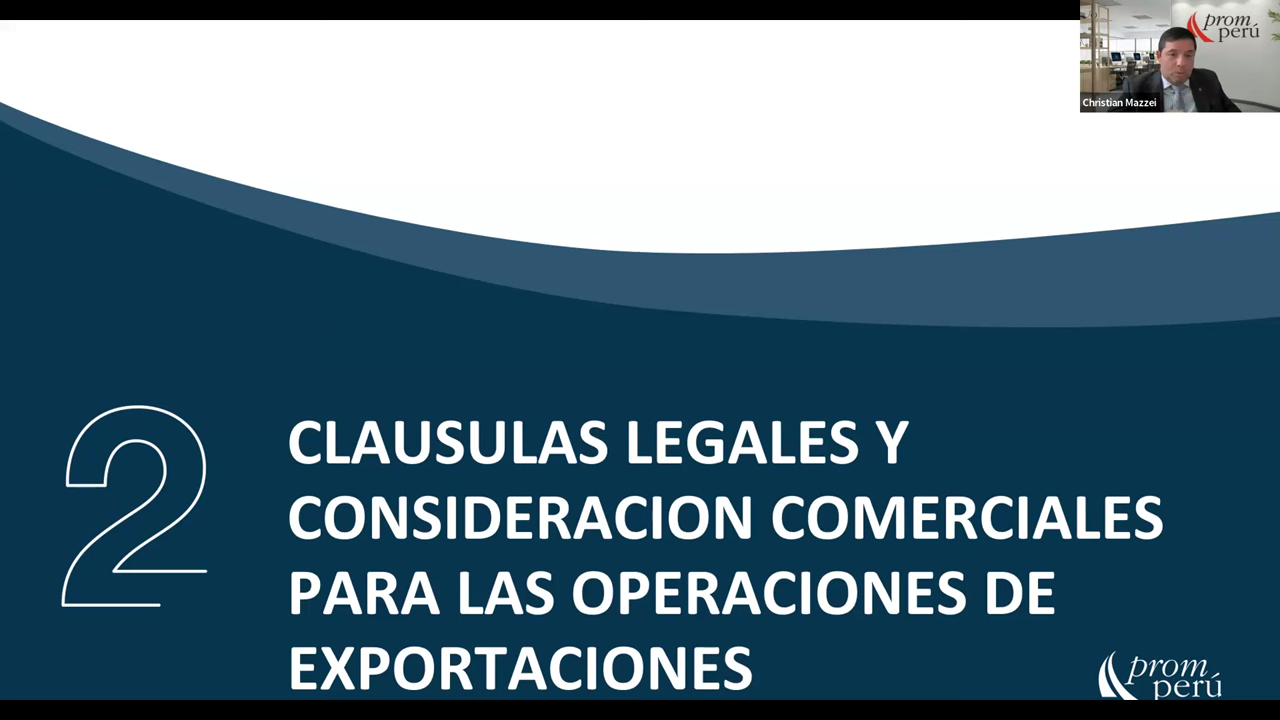 prom
perú
Christian Mazzei
2
CLAUSULAS LEGALES Y
CONSIDERACION COMERCIALES
PARA LAS OPERACIONES DE
EXPORTACIONES
prom
perú